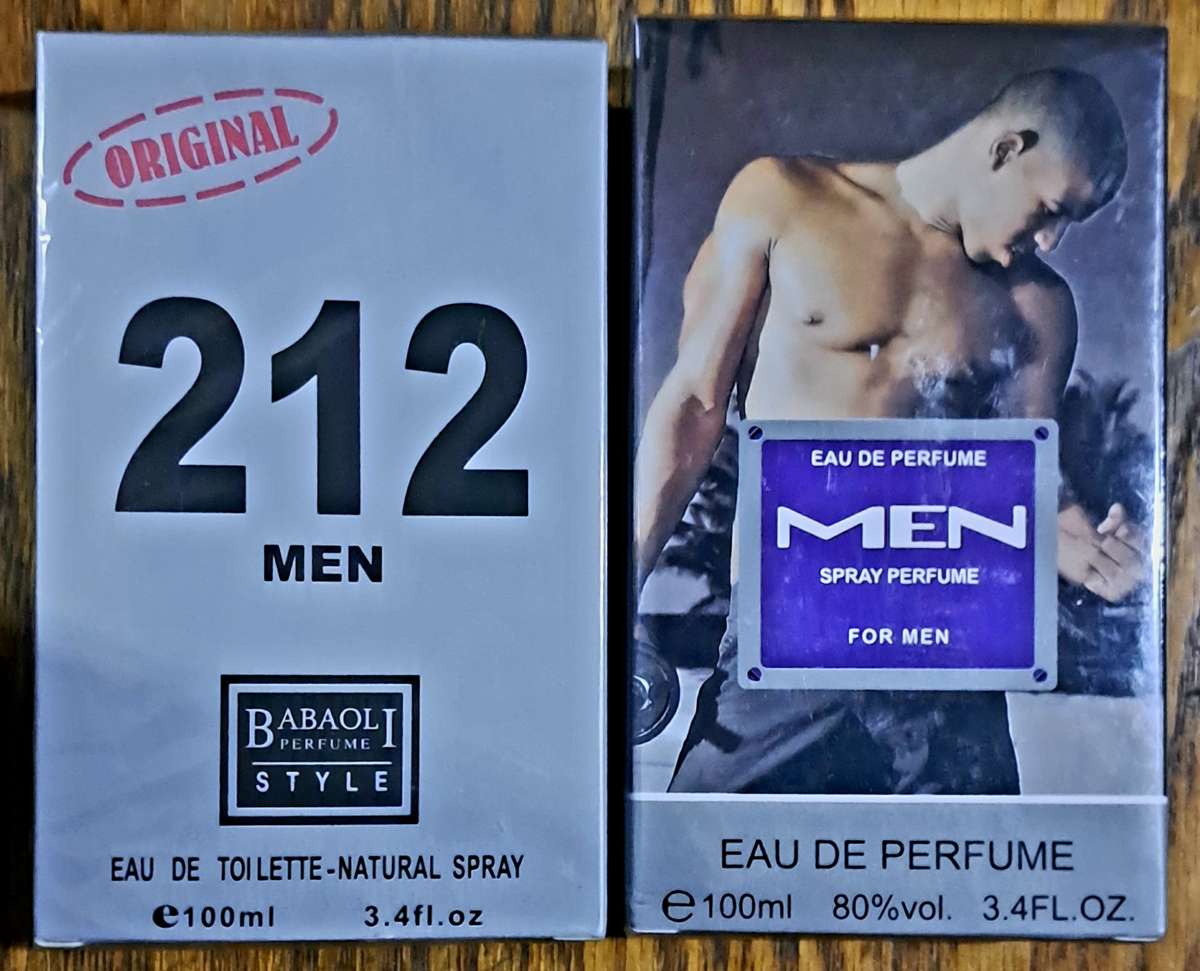 ORIGINAL
212
MEN
BABAOLI
PERFUME
STYLE
EAU DE TOILETTE-NATURAL SPRAY
℮100ml 3.4fl.oz
EAU DE PERFUME
MEN
SPRAY PERFUME
FOR MEN
EAU DE PERFUME
℮100ml 80%vol. 3.4FL.OZ.